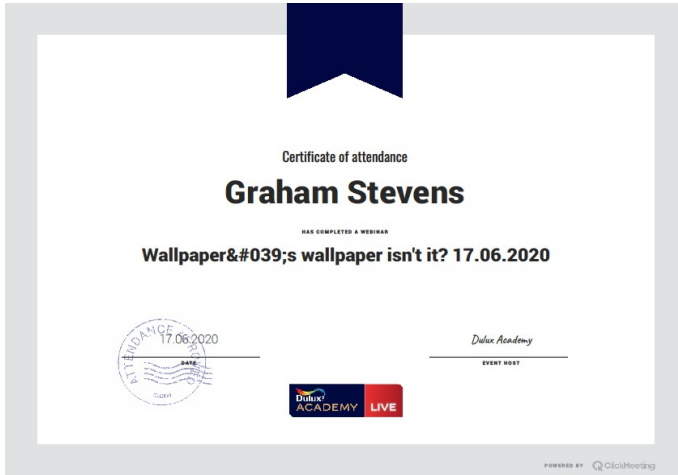 Certificate of attendance
Graham Stevens
HAS COMPLETED A WEBINAR
Wallpaper&#039;s wallpaper isn't it? 17.06.2020
17.06.2020
DATE
ATTENDANCE
Dulux Academy
EVENT HOST
Dulux
ACADEMY LIVE
POWERED BY ClickMeeting